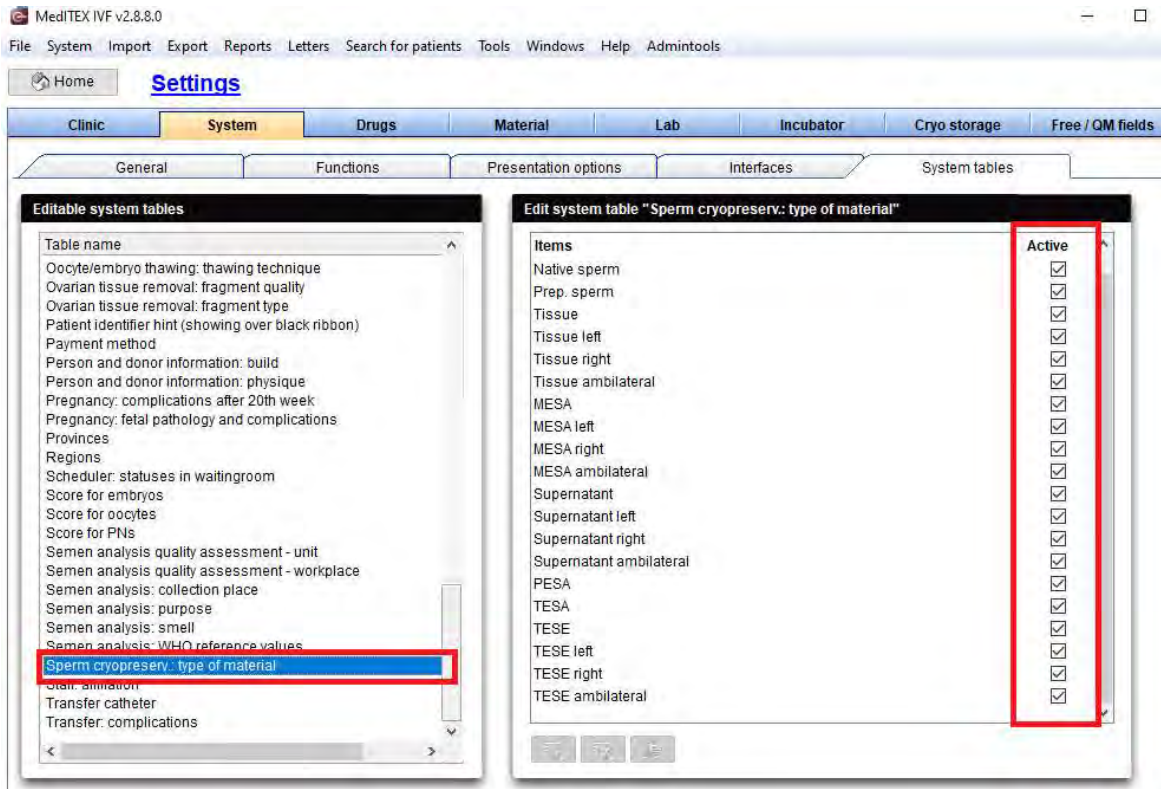 MedITEX IVF v2.8.8.0
File System Import Export Reports Letters Search for patients Tools Windows Help Admintools
Home Settings
Clinic System Drugs Material Lab Incubator Cryo storage Free / QM fields
General Functions Presentation options Interfaces System tables
Editable system tables
Table name
Oocyte/embryo thawing: thawing technique
Ovarian tissue removal: fragment quality
Ovarian tissue removal: fragment type
Patient identifier hint (showing over black ribbon)
Payment method
Person and donor information: build
Person and donor information: physique
Pregnancy: complications after 20th week
Pregnancy: fetal pathology and complications
Provinces
Regions
Scheduler: statuses in waitingroom
Score for embryos
Score for oocytes
Score for PNs
Semen analysis quality assessment - unit
Semen analysis quality assessment - workplace
Semen analysis: collection place
Semen analysis: purpose
Semen analysis: smell
Semen analysis: WHO reference values
Sperm cryopreserv.: type of material
Staff: affiliation
Transfer catheter
Transfer: complications
Edit system table "Sperm cryopreserv.: type of material"
Items Active
Native sperm
Prep. sperm
Tissue
Tissue left
Tissue right
Tissue ambilateral
MESA
MESA left
MESA right
MESA ambilateral
Supernatant
Supernatant left
Supernatant right
Supernatant ambilateral
PESA
TESA
TESE
TESE left
TESE right
TESE ambilateral